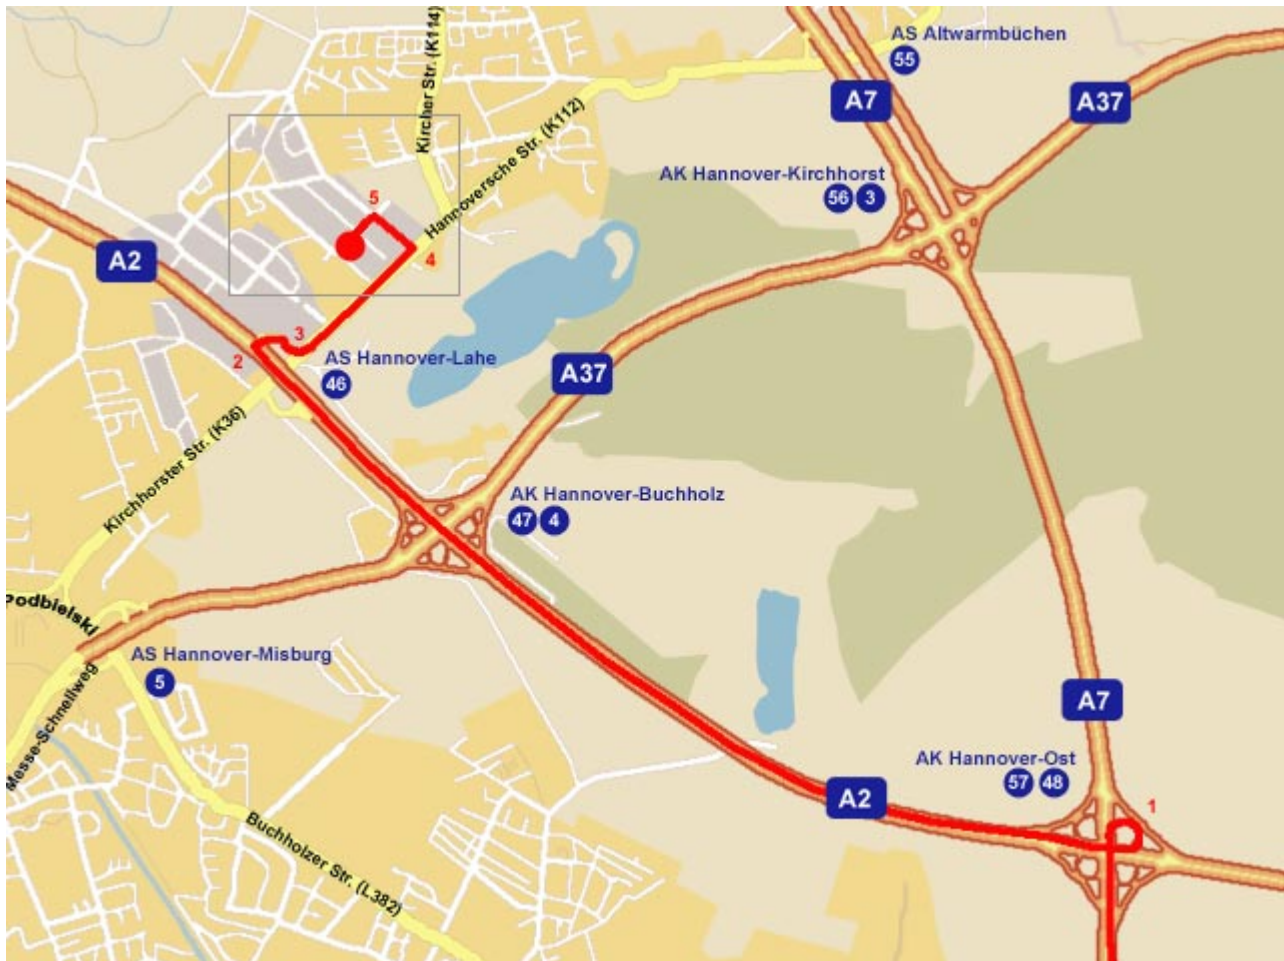 Kircher Str. (K114)
AS Altwarmbüchen
55
A7
A37
Hannoversche Str. (K112)
AK Hannover-Kirchhorst
56 3
5
4
A2
3
2
AS Hannover-Lahe
46
A37
Kirchhorster Str. (K36)
AK Hannover-Buchholz
47 4
Podbielski
AS Hannover-Misburg
5
Messe-Schnellweg
A7
AK Hannover-Ost
57 48
A2
1
Buchholzer Str. (L382)